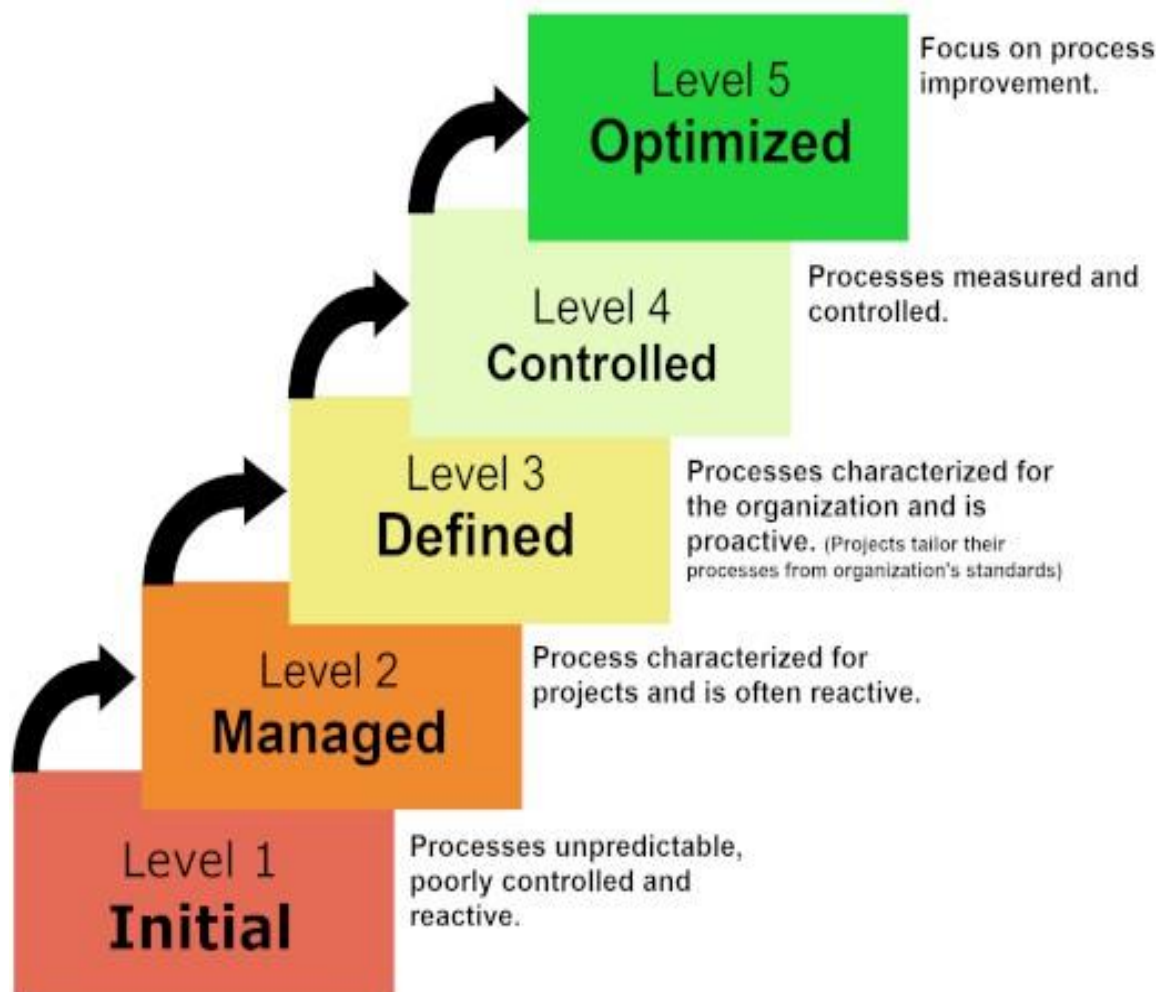 Level 5
Optimized
Focus on process
improvement.
Level 4
Controlled
Processes measured and
controlled.
Level 3
Defined
Processes characterized for
the organization and is
proactive. (Projects tailor their
processes from organization's standards)
Level 2
Managed
Process characterized for
projects and is often reactive.
Level 1
Initial
Processes unpredictable,
poorly controlled and
reactive.